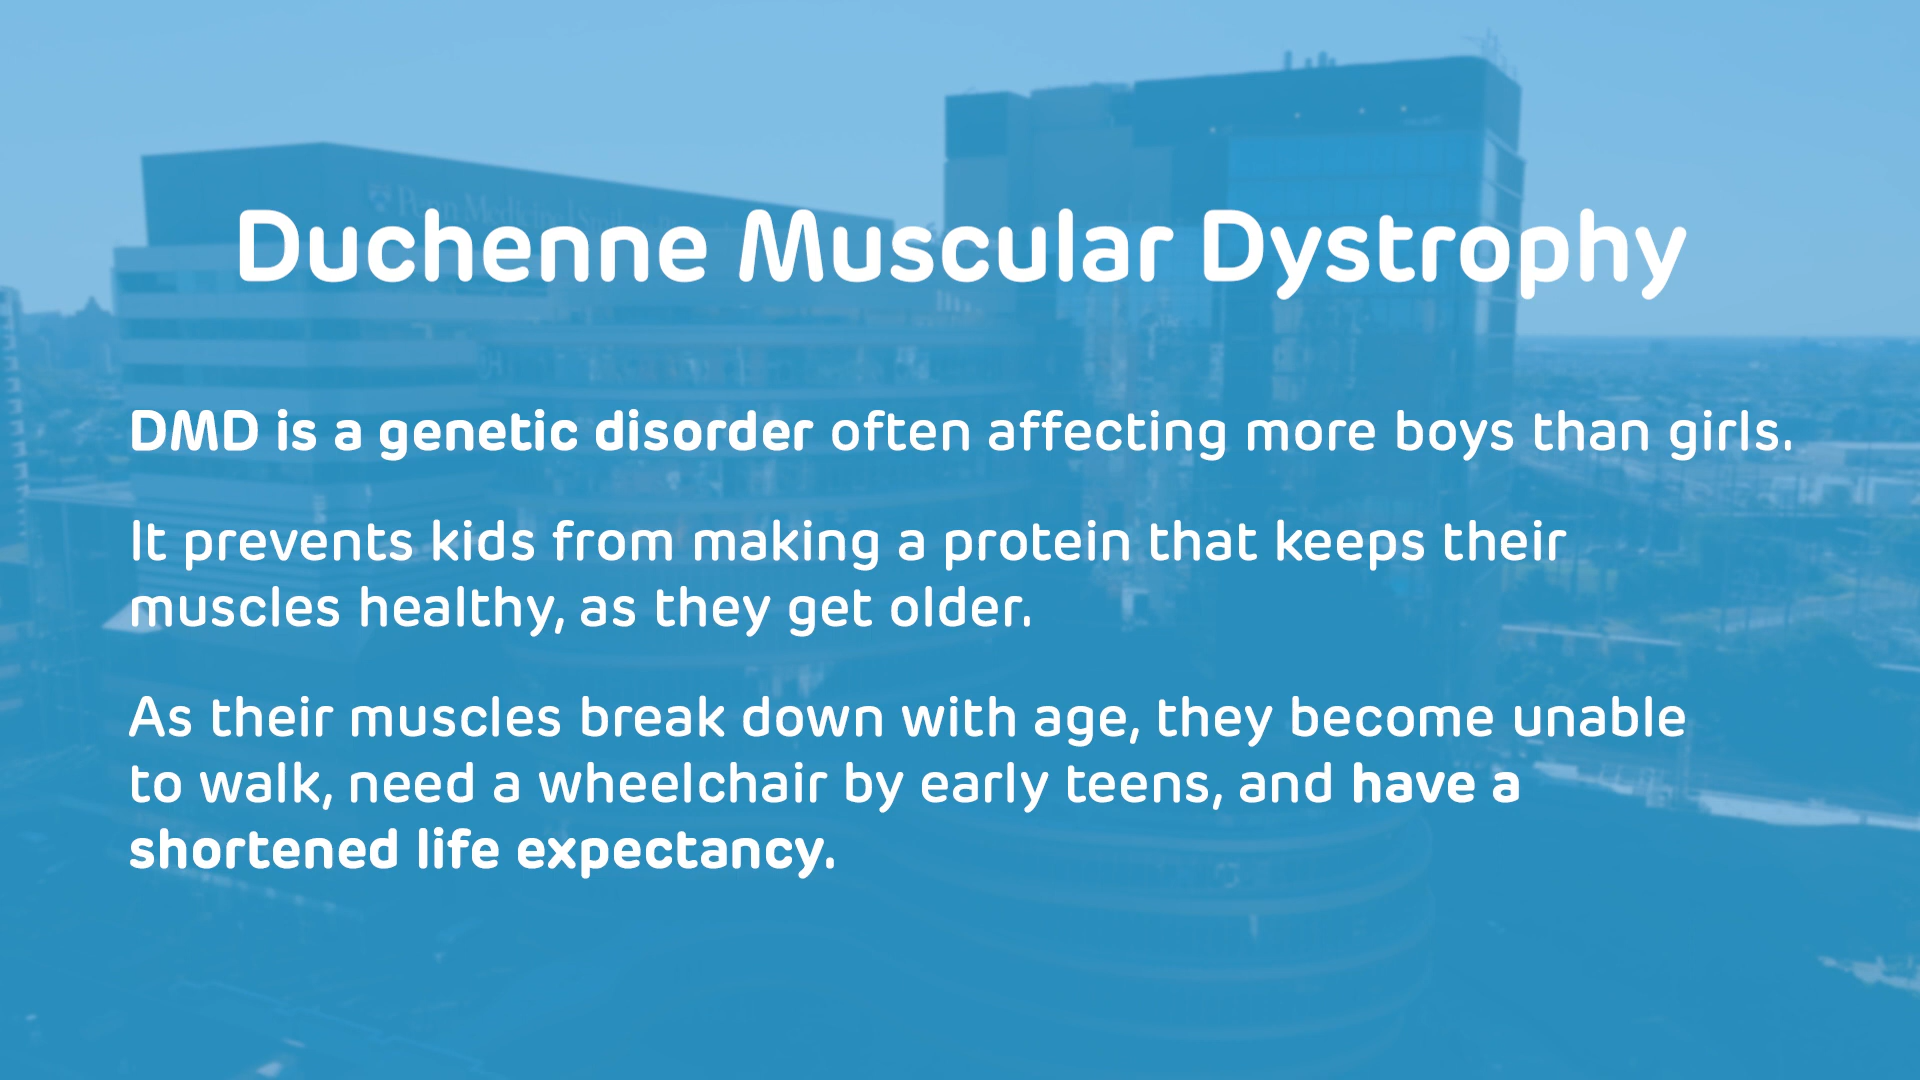 Penn Medicine
Duchenne Muscular Dystrophy
DMD is a genetic disorder often affecting more boys than girls.
It prevents kids from making a protein that keeps their
muscles healthy, as they get older.
As their muscles break down with age, they become unable
to walk, need a wheelchair by early teens, and have a
shortened life expectancy.